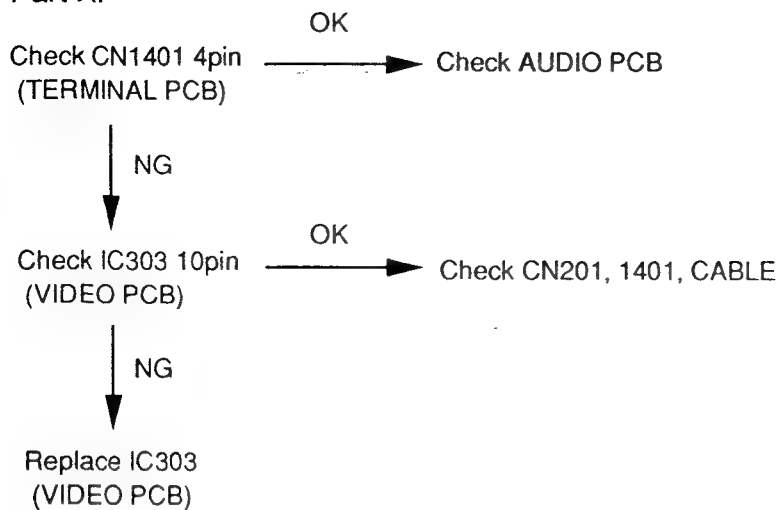 OK
Check CN1401 4pin
(TERMINAL PCB)
Check AUDIO PCB
NG
Check IC303 10pin
(VIDEO PCB)
OK
Check CN201, 1401, CABLE
NG
Replace IC303
(VIDEO PCB)